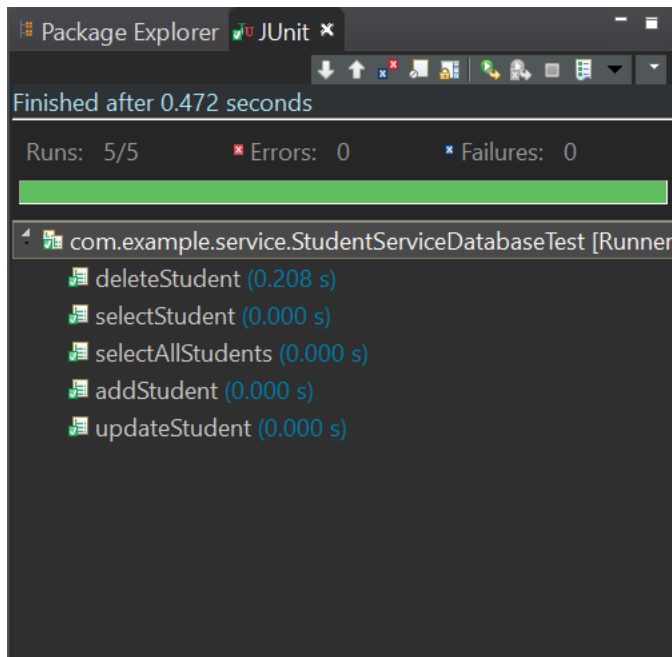 Package Explorer JUnit
Finished after 0.472 seconds
Runs: 5/5 Errors: 0 Failures: 0
com.example.service.StudentServiceDatabaseTest [Runner
deleteStudent (0.208 s)
selectStudent (0.000 s)
selectAllStudents (0.000 s)
addStudent (0.000 s)
updateStudent (0.000 s)